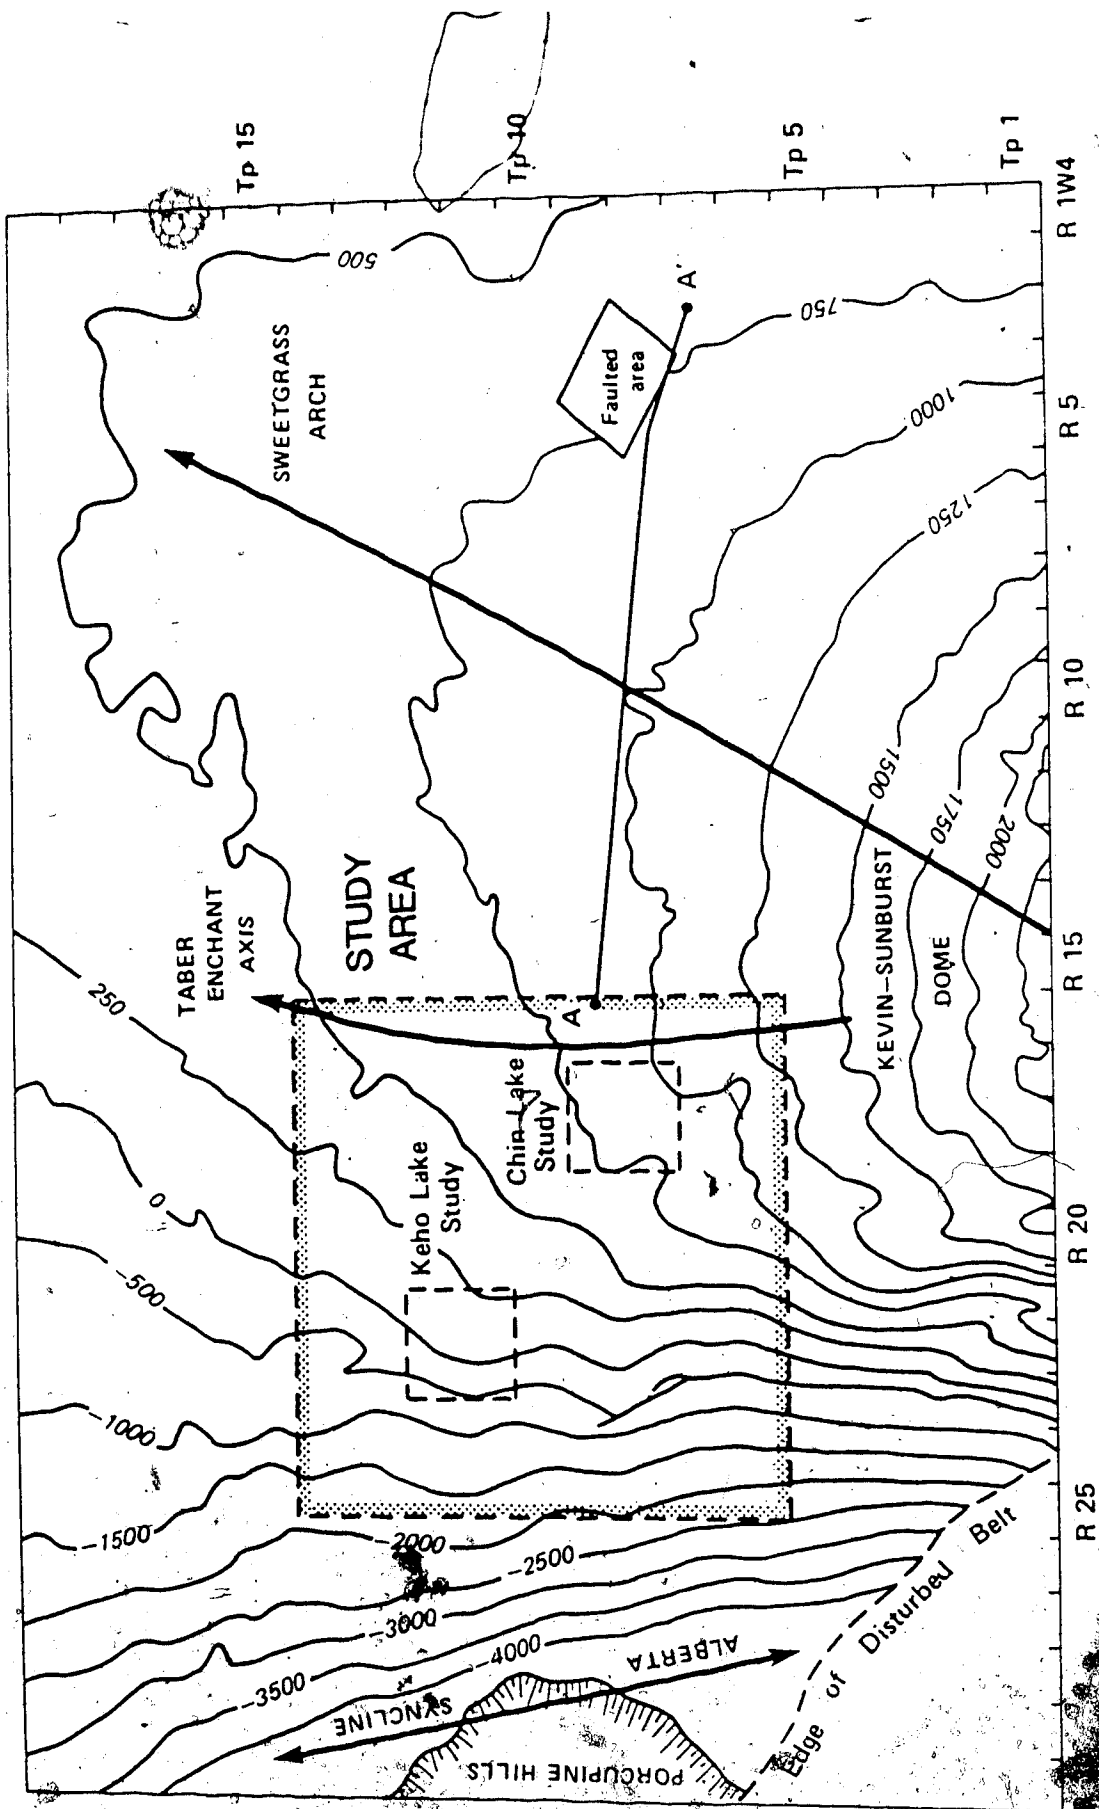 Tp 15
Tp 10
Tp 5
Tp 1
R 1W4
R 5
R 10
R 15
R 20
R 25
500
750
1000
1250
1500
1750
2000
250
0
-500
-1000
-1500
-2000
-2500
-3000
-3500
-4000
SWEETGRASS
ARCH
Faulted
area
A'
A
TABER
ENCHANT
AXIS
STUDY
AREA
KEVIN-SUNBURST
DOME
Chin Lake
Study
Keho Lake
Study
ALBERTA
SYNCLINE
PORCUPINE HILLS
Edge of Disturbed Belt